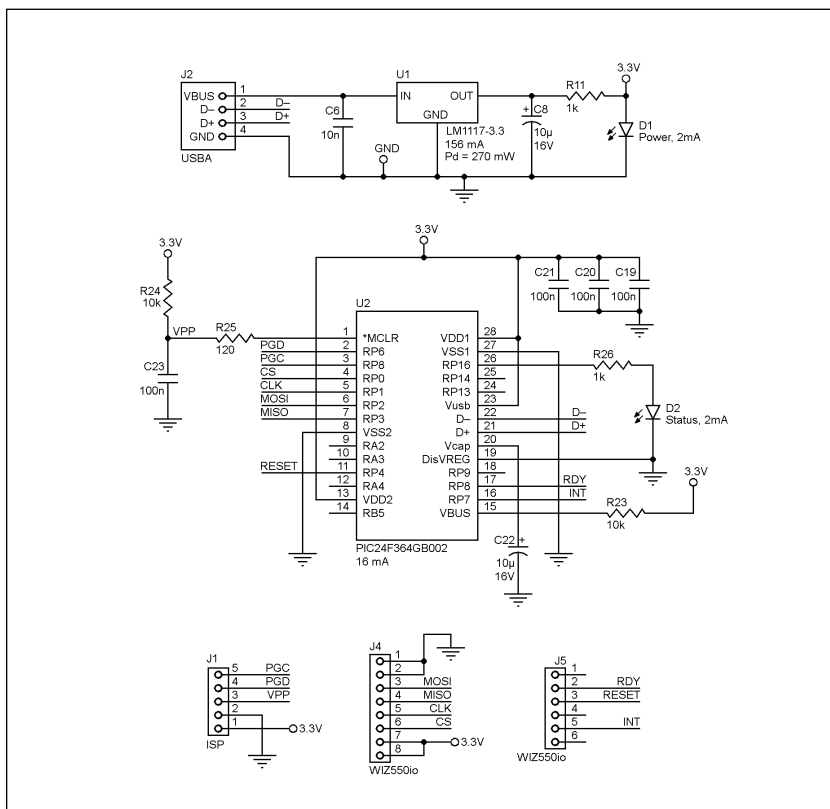 J2
VBUS 1
D– 2 D–
D+ 3 D+
GND 4
USBA
C6
10n
GND
U1
IN OUT
GND
LM1117-3.3
156 mA
Pd = 270 mW
+ C8
10µ
16V
R11
1k
3.3V
D1
Power, 2mA
3.3V
R24
10k
VPP
R25
120
C23
100n
3.3V
C21
100n
C20
100n
C19
100n
U2
1 *MCLR
PGD 2 RP6
PGC 3 RP8
CS 4 RP0
CLK 5 RP1
MOSI 6 RP2
MISO 7 RP3
8 VSS2
9 RA2
10 RA3
RESET 11 RP4
12 RA4
13 VDD2
14 RB5
VDD1 28
VSS1 27
RP16 26
RP14 25
RP13 24
Vusb 23
D– 22 D–
D+ 21 D+
Vcap 20
DisVREG 19
RP9 18
RP8 17 RDY
RP7 16 INT
VBUS 15
PIC24F364GB002
16 mA
R26
1k
D2
Status, 2mA
3.3V
R23
10k
C22 +
10µ
16V
J1
5 PGC
4 PGD
3 VPP
2
1 3.3V
ISP
J4
1
2
3 MOSI
4 MISO
5 CLK
6 CS
7 3.3V
8
WIZ550io
J5
1
2 RDY
3 RESET
4
5 INT
6
WIZ550io